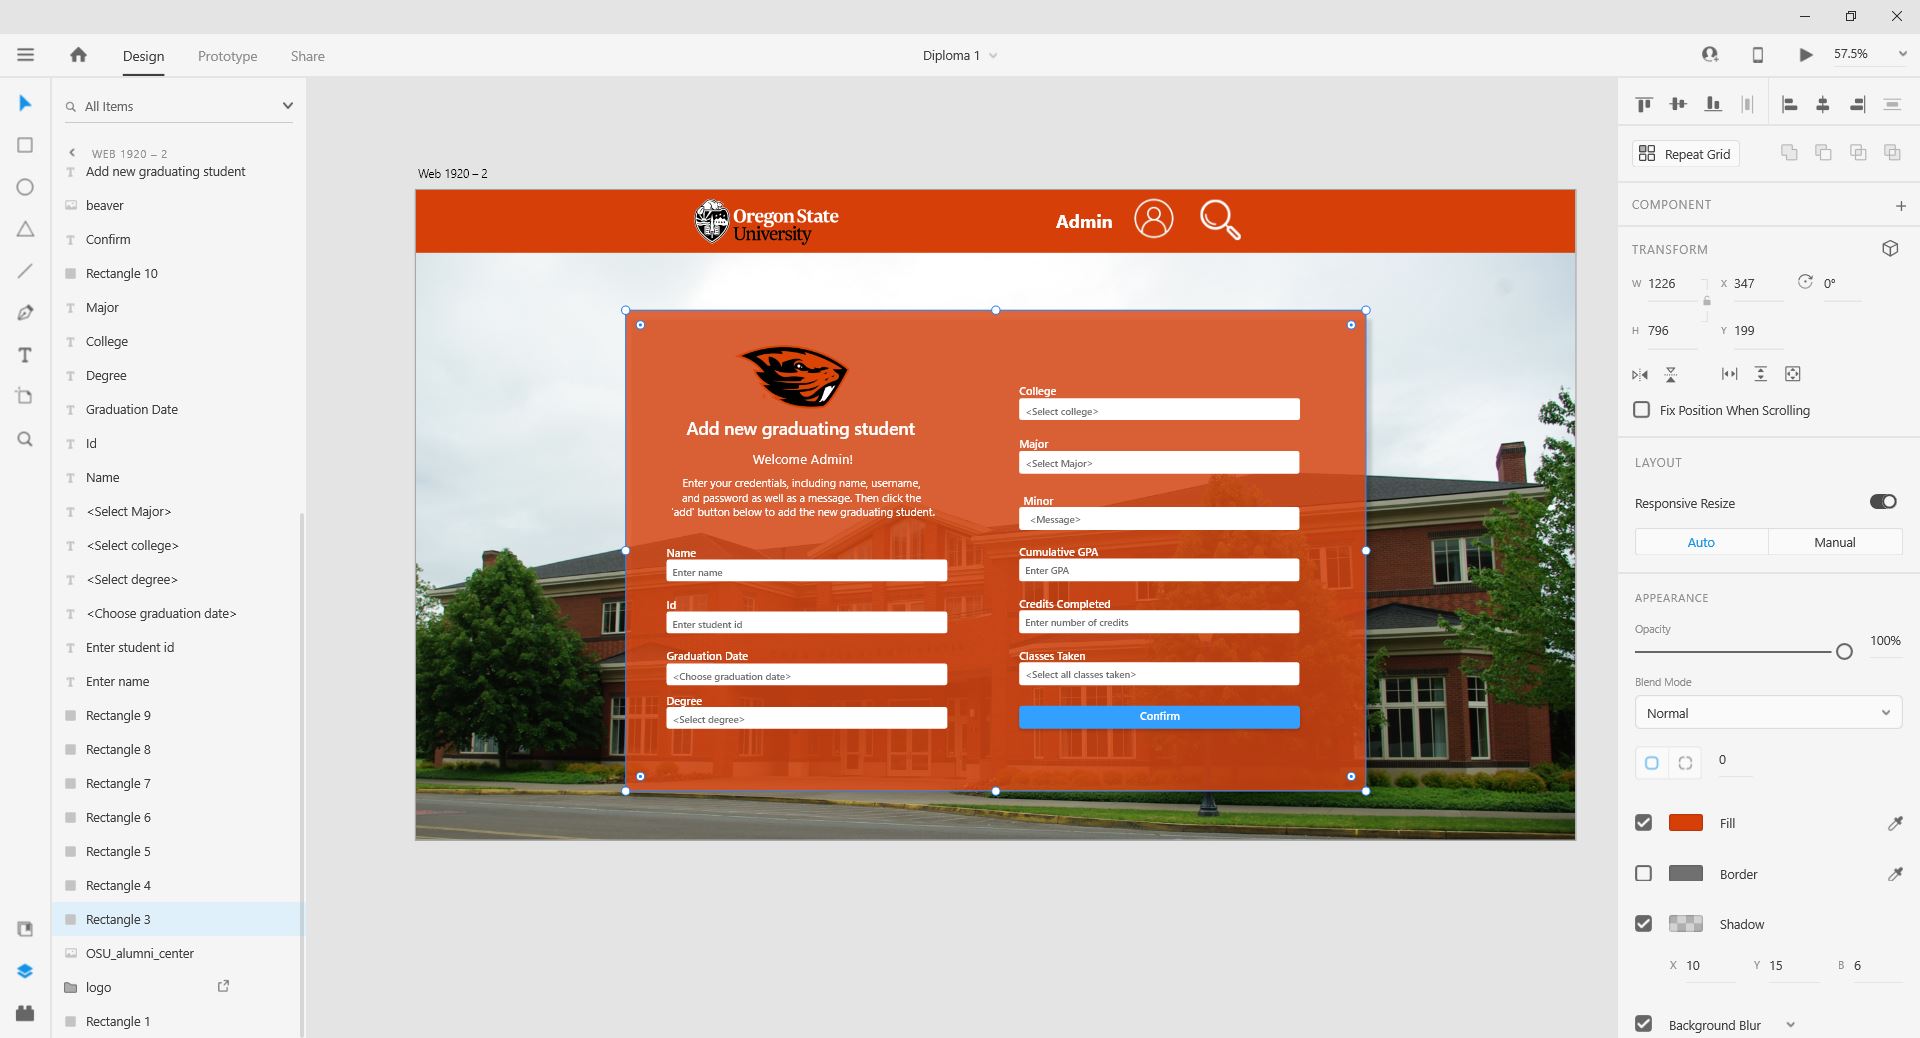 Design
Prototype
Share
Diploma 1
57.5%
All Items
WEB 1920 – 2
Add new graduating student
beaver
Confirm
Rectangle 10
Major
College
Degree
Graduation Date
Id
Name
<Select Major>
<Select college>
<Select degree>
<Choose graduation date>
Enter student id
Enter name
Rectangle 9
Rectangle 8
Rectangle 7
Rectangle 6
Rectangle 5
Rectangle 4
Rectangle 3
OSU_alumni_center
logo
Rectangle 1
Web 1920 – 2
Oregon State
University
Admin
Add new graduating student
Welcome Admin!
Enter your credentials, including name, username,
and password as well as a message. Then click the
'add' button below to add the new graduating student.
Name
Enter name
Id
Enter student id
Graduation Date
<Choose graduation date>
Degree
<Select degree>
College
<Select college>
Major
<Select Major>
Minor
<Message>
Cumulative GPA
Enter GPA
Credits Completed
Enter number of credits
Classes Taken
<Select all classes taken>
Confirm
Repeat Grid
COMPONENT
TRANSFORM
W 1226 X 347 0°
H 796 Y 199
Fix Position When Scrolling
LAYOUT
Responsive Resize
Auto Manual
APPEARANCE
Opacity
100%
Blend Mode
Normal
0
Fill
Border
Shadow
X 10 Y 15 B 6
Background Blur